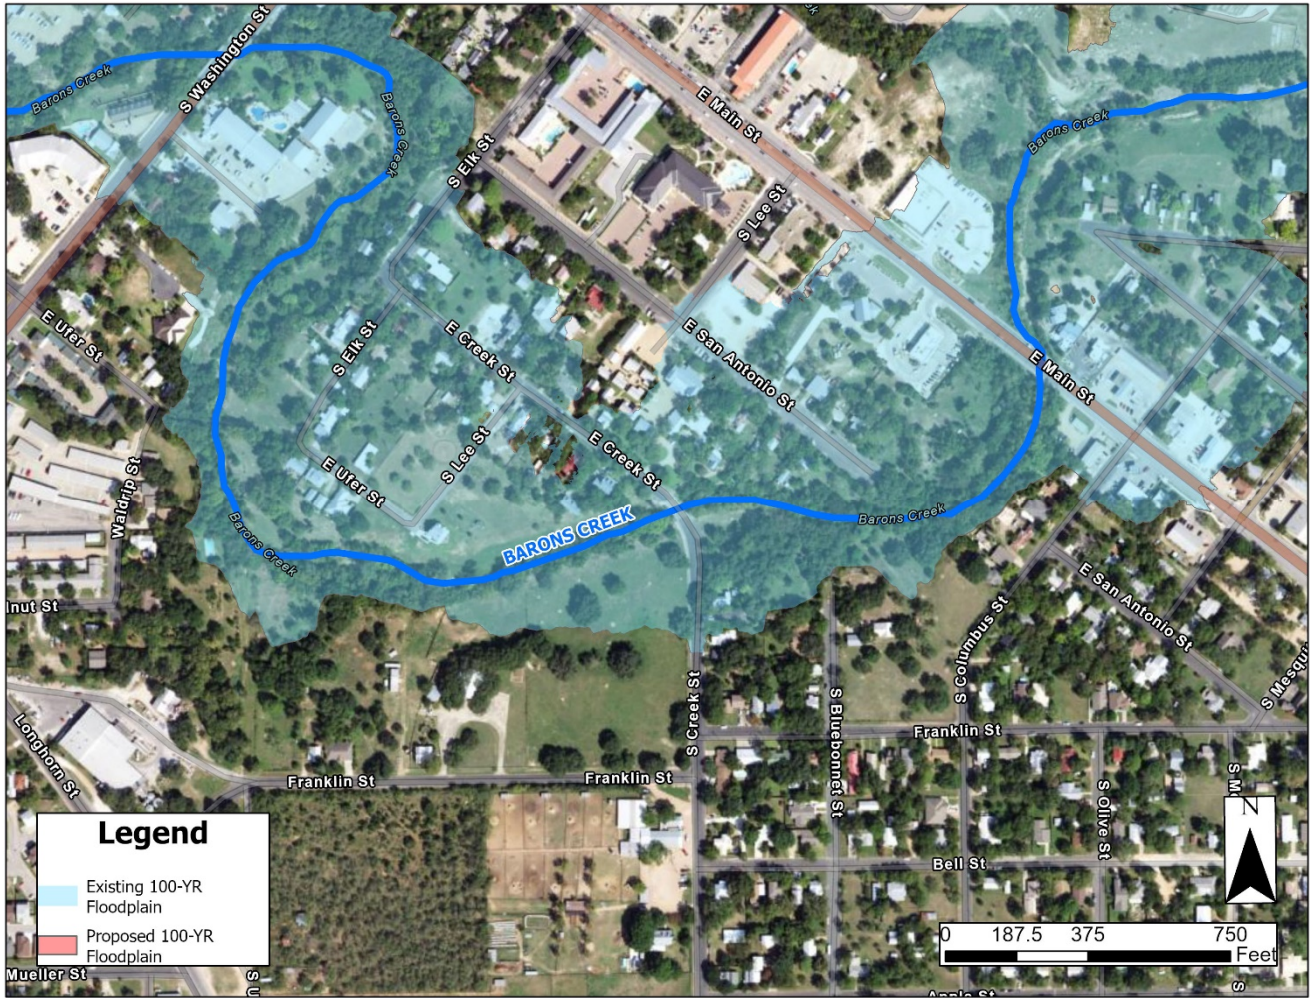 S Washington St
Barons Creek
Barons Creek
S Elk St
E Main St
Barons Creek
S Lee St
E Ufer St
S Elk St
E Creek St
E San Antonio St
E Main St
S Lee St
E Creek St
E Ufer St
Waldrip St
Barons Creek
BARONS CREEK
Barons Creek
lnut St
E San Antonio St
S Columbus St
S Creek St
S Bluebonnet St
Franklin St
Longhorn St
Franklin St
Franklin St
S Olive St
Bell St
Mueller St
Legend
Existing 100-YR
Floodplain
Proposed 100-YR
Floodplain
N
0 187.5 375 750
Feet